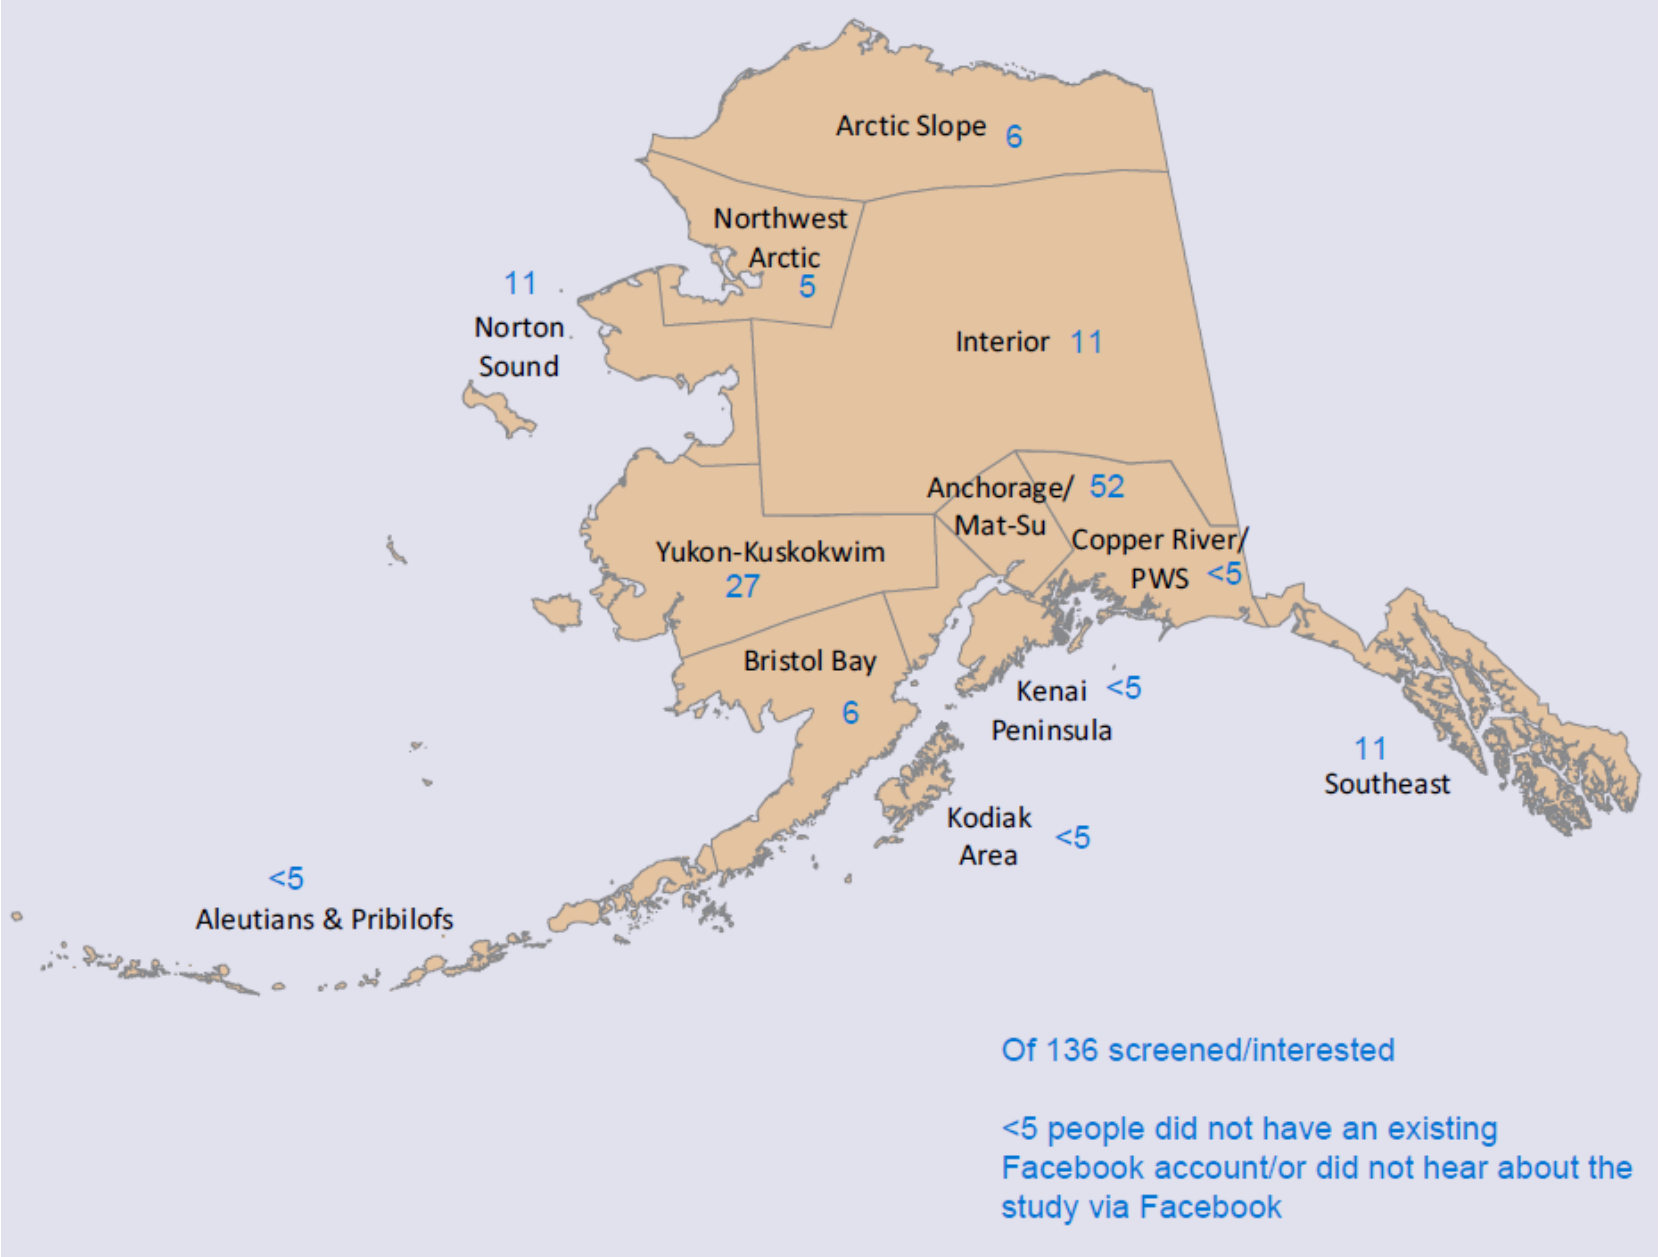 Arctic Slope 6
Northwest
Arctic
5
11
Norton
Sound
Interior 11
Anchorage/ 52
Mat-Su
Copper River/
PWS <5
Yukon-Kuskokwim
27
Bristol Bay
6
Kenai <5
Peninsula
11
Southeast
Kodiak
Area <5
<5
Aleutians & Pribilofs
Of 136 screened/interested
<5 people did not have an existing
Facebook account/or did not hear about the
study via Facebook